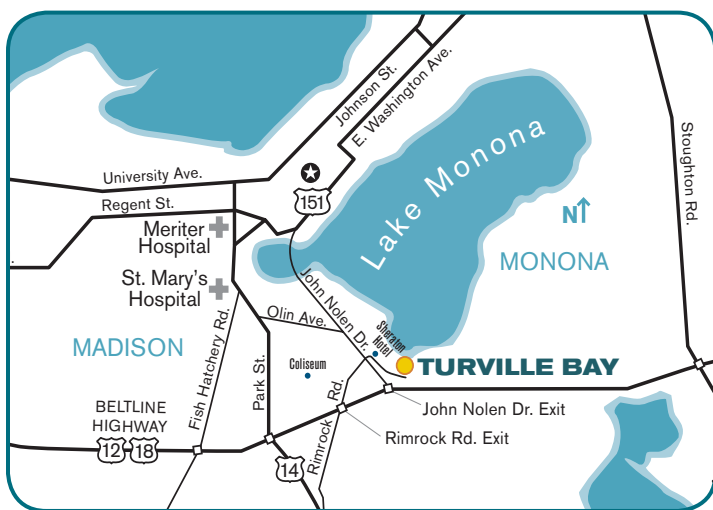 Johnson St.
E. Washington Ave.
University Ave.
Regent St.
151
Lake Monona
Stoughton Rd.
N
Meriter
Hospital
MONONA
St. Mary's
Hospital
John Nolen Dr.
Olin Ave.
Sheraton
Hotel
MADISON
Fish Hatchery Rd.
Park St.
Coliseum
TURVILLE BAY
Rimrock Rd.
John Nolen Dr. Exit
BELTLINE
HIGHWAY
12 18
Rimrock Rd. Exit
14